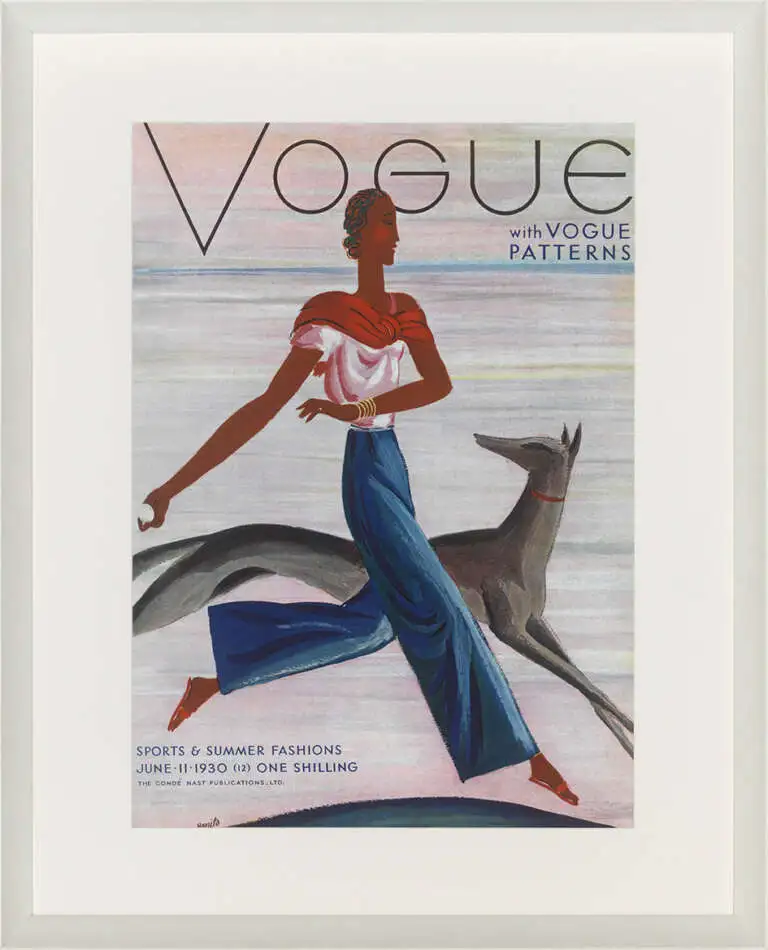 VOGUE
with VOGUE
PATTERNS
SPORTS & SUMMER FASHIONS
JUNE·11·1930 (12) ONE SHILLING
THE CONDÉ NAST PUBLICATIONS, LTD.